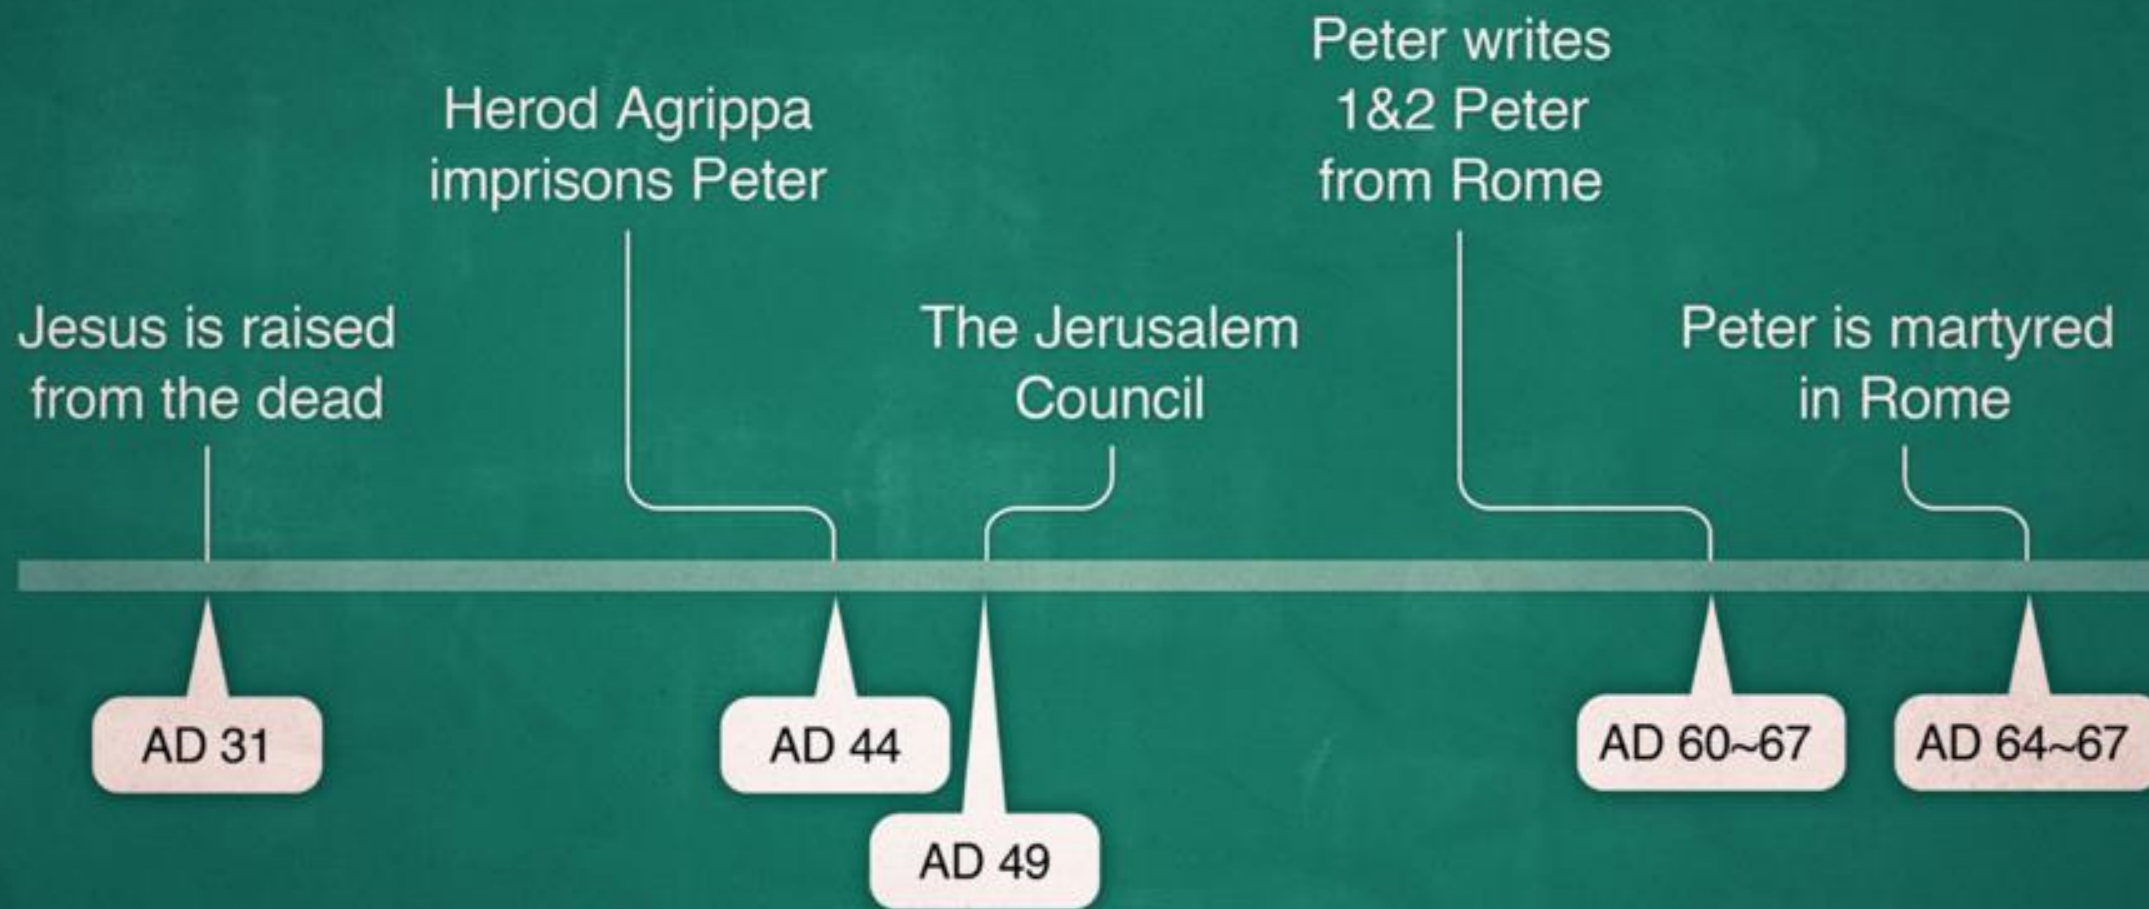 Jesus is raised
from the dead
Herod Agrippa
imprisons Peter
The Jerusalem
Council
Peter writes
1&2 Peter
from Rome
Peter is martyred
in Rome
AD 31
AD 44
AD 49
AD 60~67
AD 64~67